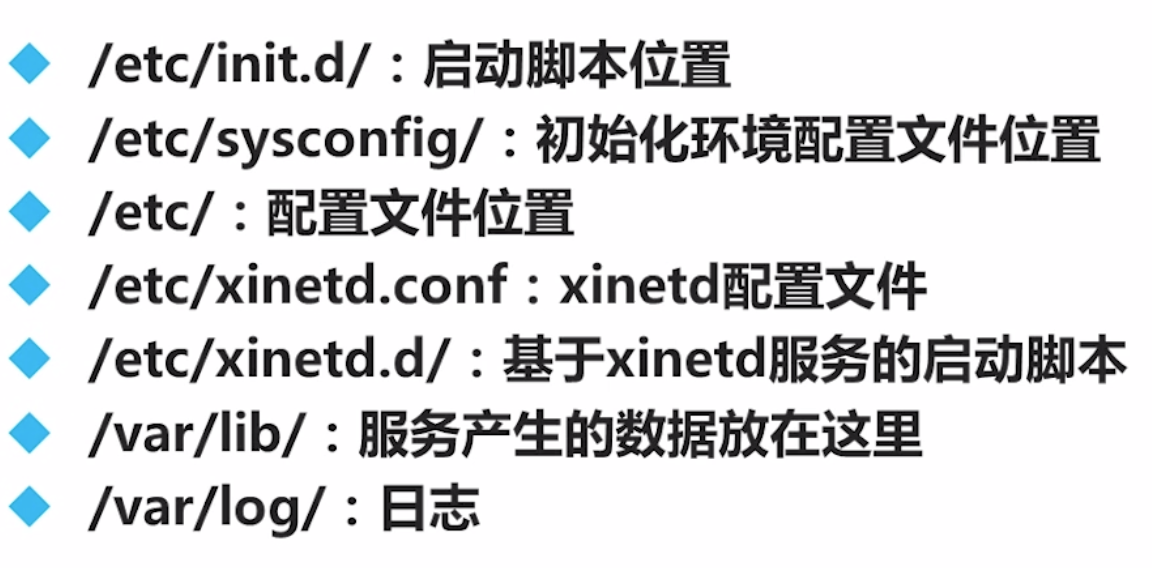 /etc/init.d/：启动脚本位置
/etc/sysconfig/：初始化环境配置文件位置
/etc/：配置文件位置
/etc/xinetd.conf：xinetd配置文件
/etc/xinetd.d/：基于xinetd服务的启动脚本
/var/lib/：服务产生的数据放在这里
/var/log/：日志